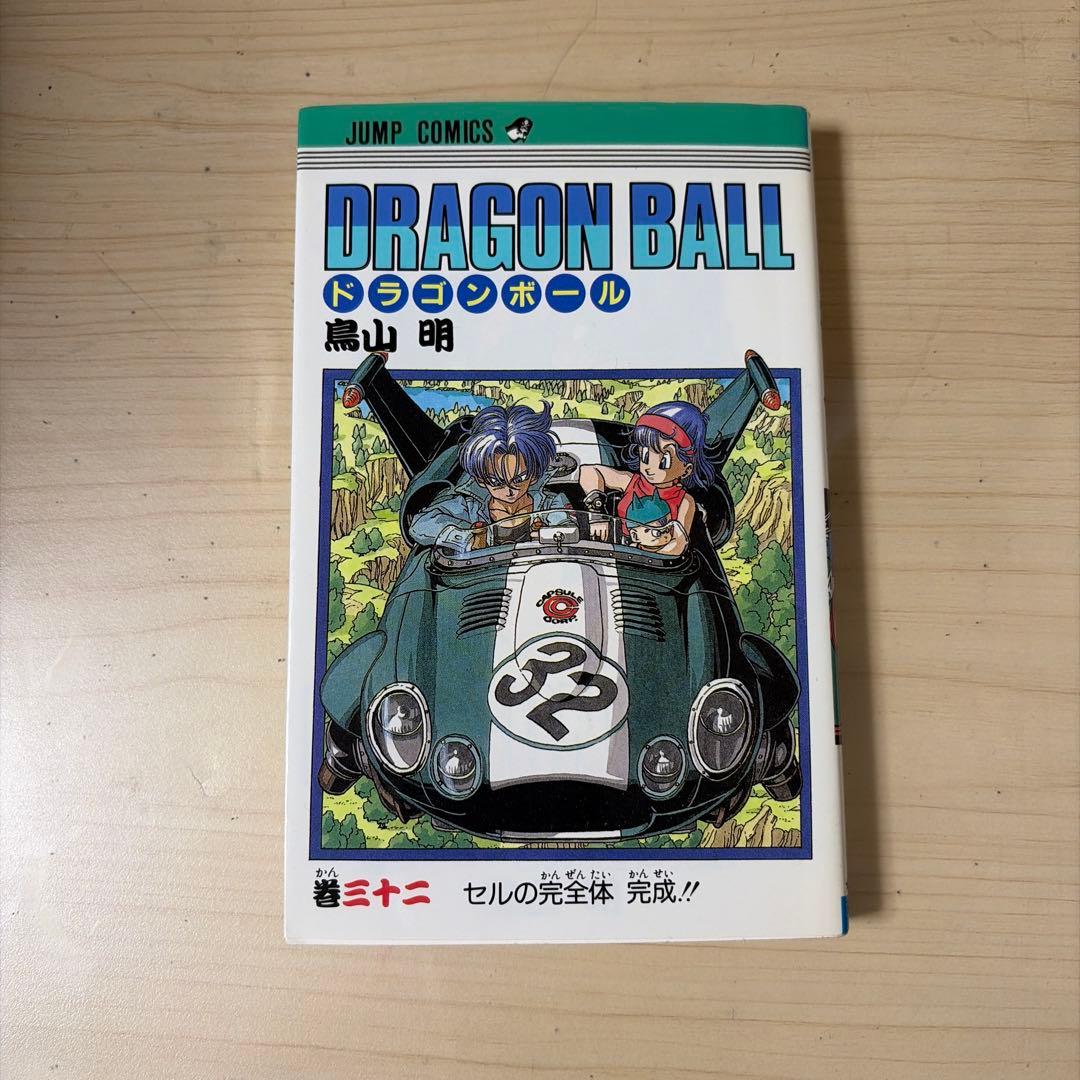 JUMP COMICS
DRAGON BALL
ドラゴンボール
鳥山 明
CAPSULE
CORP.
32
巻三十二 セルの完全体 完成!!